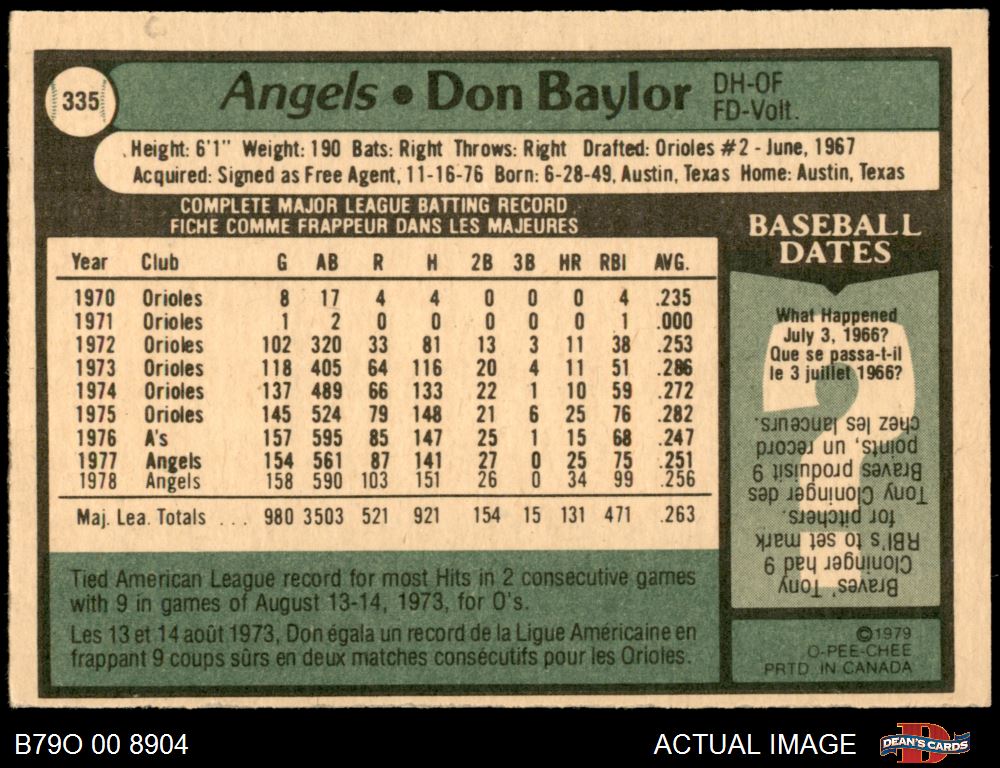 335
Angels • Don Baylor
DH-OF
FD-Volt.
Height: 6'1" Weight: 190 Bats: Right Throws: Right Drafted: Orioles #2 - June, 1967
Acquired: Signed as Free Agent, 11-16-76 Born: 6-28-49, Austin, Texas Home: Austin, Texas
COMPLETE MAJOR LEAGUE BATTING RECORD
FICHE COMME FRAPPEUR DANS LES MAJEURES
Year Club G AB R H 2B 3B HR RBI AVG.
1970 Orioles 8 17 4 4 0 0 0 4 .235
1971 Orioles 1 2 0 0 0 0 0 1 .000
1972 Orioles 102 320 33 81 13 3 11 38 .253
1973 Orioles 118 405 64 116 20 4 11 51 .286
1974 Orioles 137 489 66 133 22 1 10 59 .272
1975 Orioles 145 524 79 148 21 6 25 76 .282
1976 A's 157 595 85 147 25 1 15 68 .247
1977 Angels 154 561 87 141 27 0 25 75 .251
1978 Angels 158 590 103 151 26 0 34 99 .256
Maj. Lea. Totals ... 980 3503 521 921 154 15 131 471 .263
Tied American League record for most Hits in 2 consecutive games
with 9 in games of August 13-14, 1973, for O's.
Les 13 et 14 août 1973, Don égala un record de la Ligue Américaine en
frappant 9 coups sûrs en deux matches consécutifs pour les Orioles.
BASEBALL
DATES
What Happened
July 3, 1966?
Que se passa-t-il
le 3 juillet 1966?
Braves' Tony
Cloninger had 9
RBI's to set mark
for pitchers.
Tony Cloninger des
Braves produisit 9
points, un record
chez les lanceurs.
©1979
O-PEE-CHEE
PRTD IN CANADA
B79O 00 8904
ACTUAL IMAGE
DEAN'S CARDS